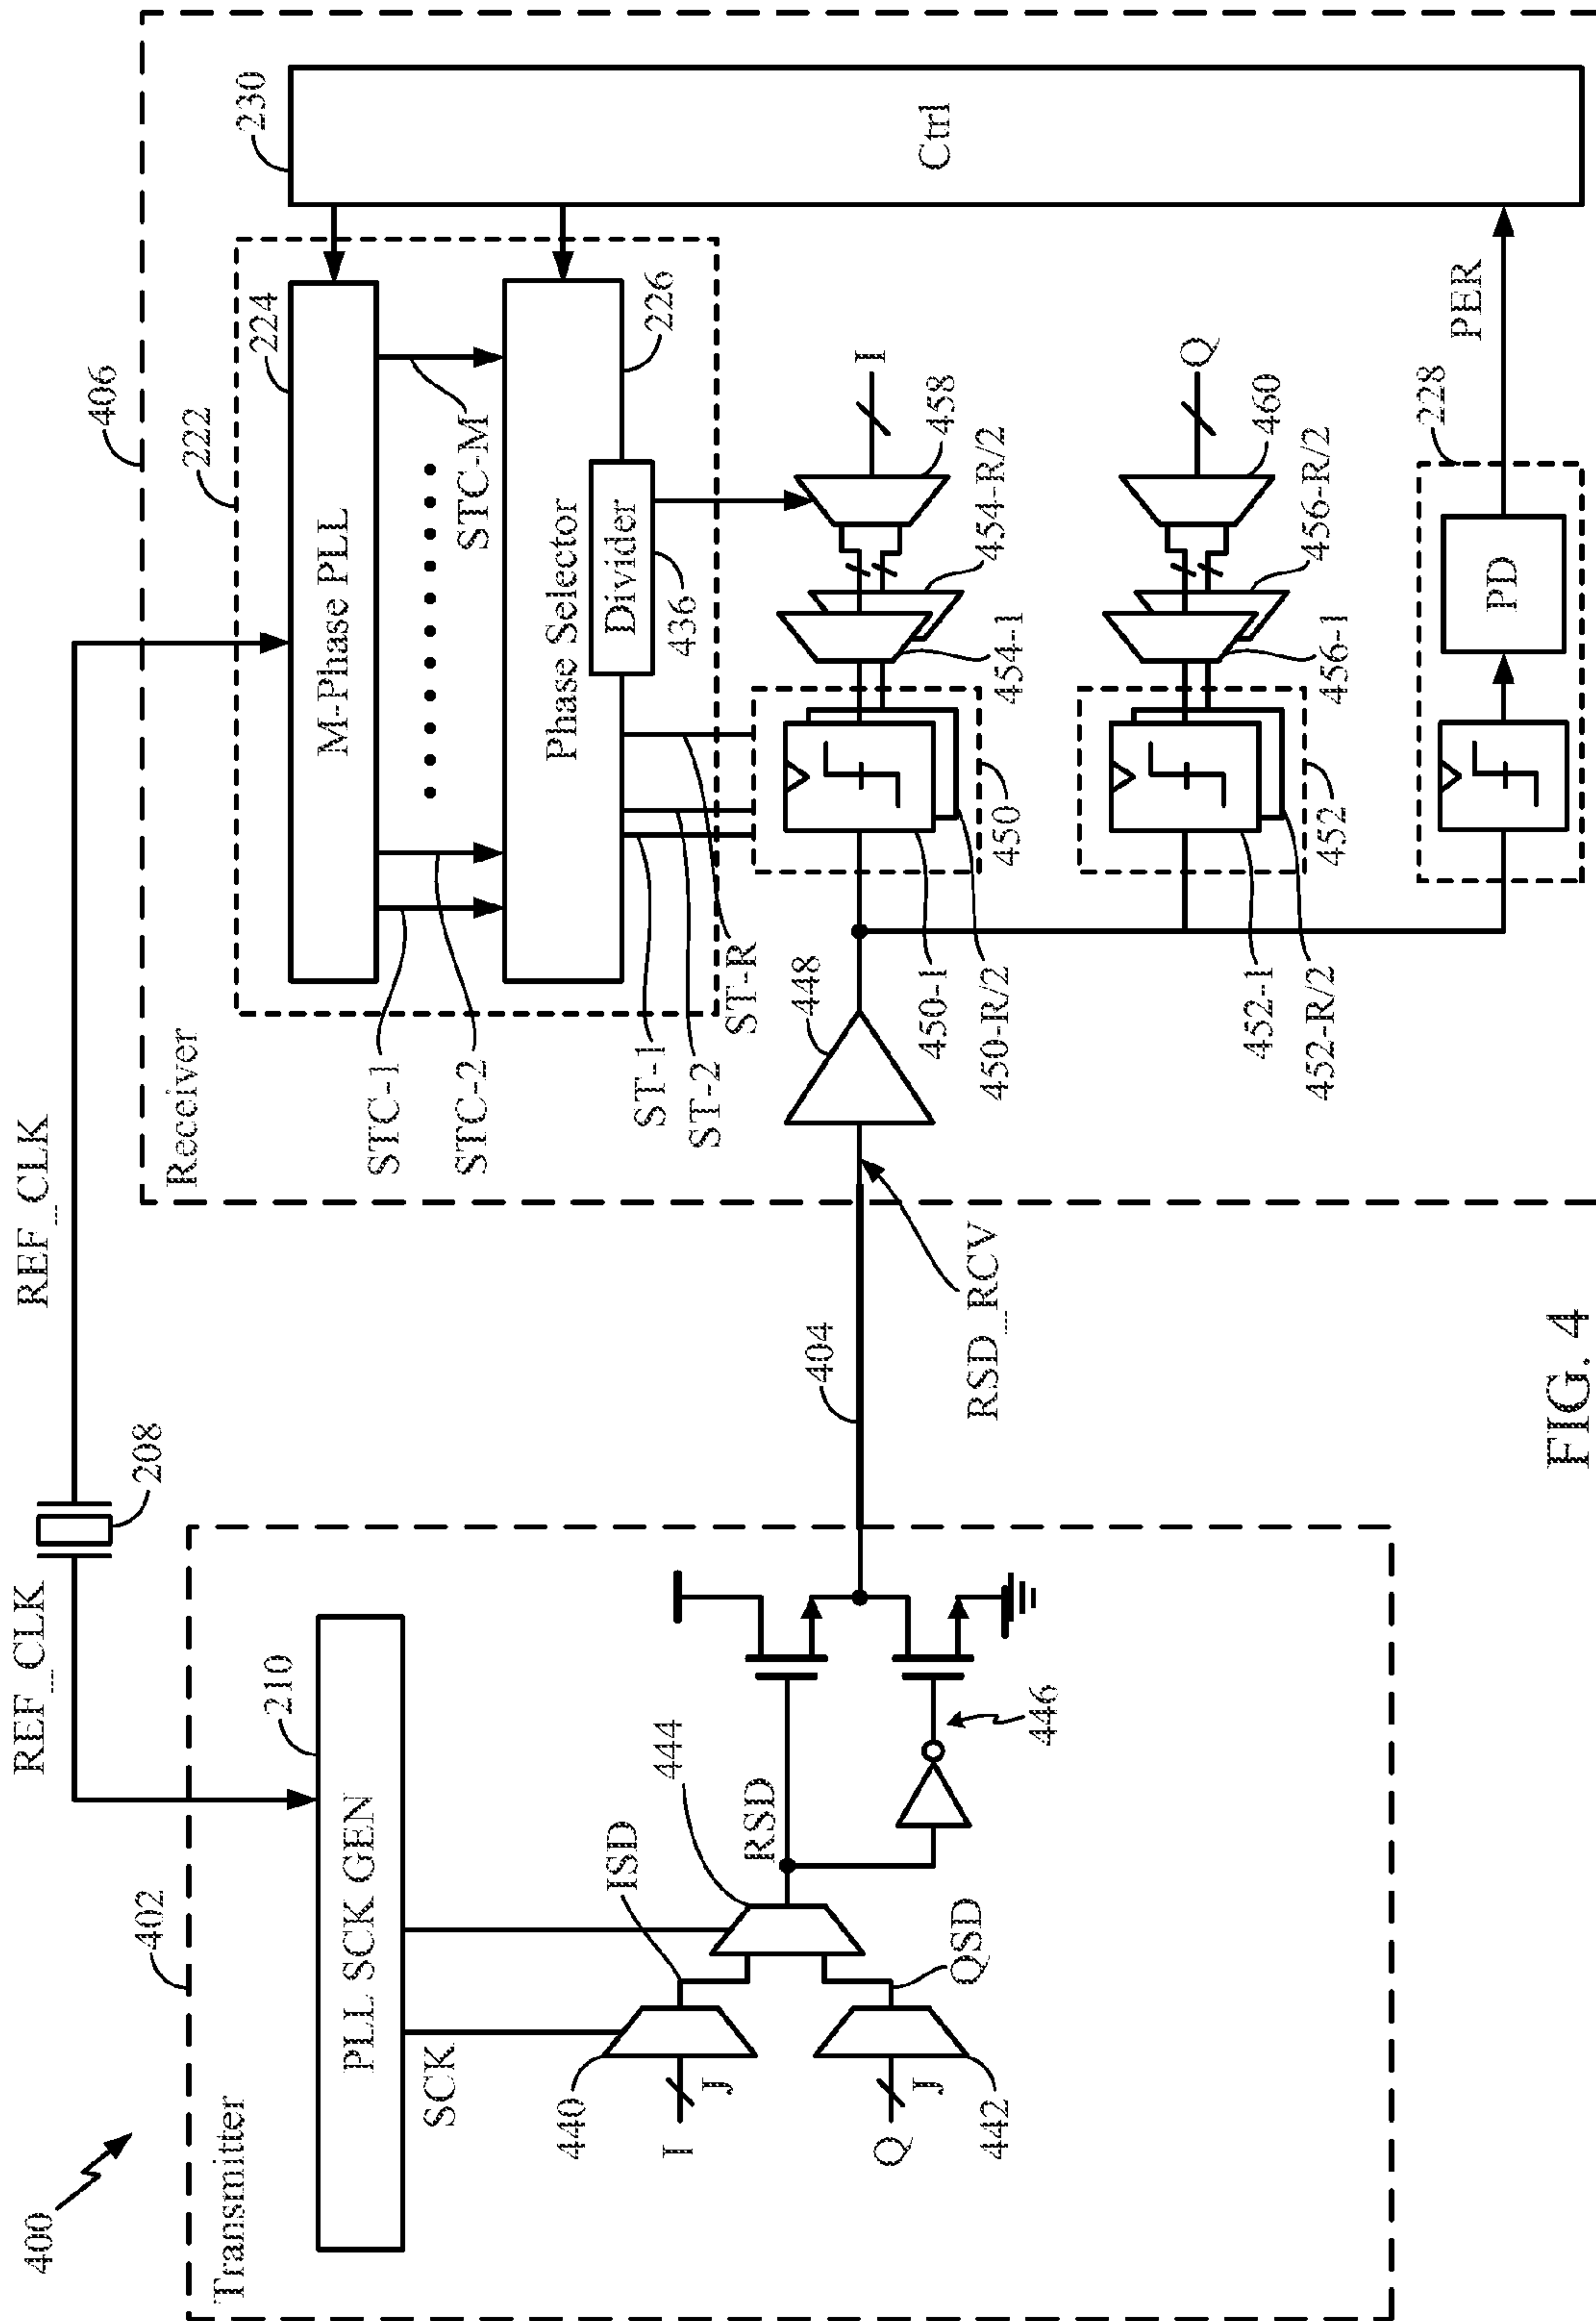 400
REF_CLK
208
REF_CLK
402
Transmitter
210
PLL SCK GEN
SCK
440
I
J
ISD
444
RSD
Q
J
442
QSD
446
404
RSD_RCV
406
Receiver
222
224
M-Phase PLL
STC-1
STC-2
STC-M
226
Phase Selector
Divider
436
ST-1
ST-2
ST-R
230
Ctrl
448
450-1
450-R/2
450
454-1
454-R/2
458
I
452-1
452-R/2
452
456-1
456-R/2
460
Q
228
PD
PER
FIG. 4